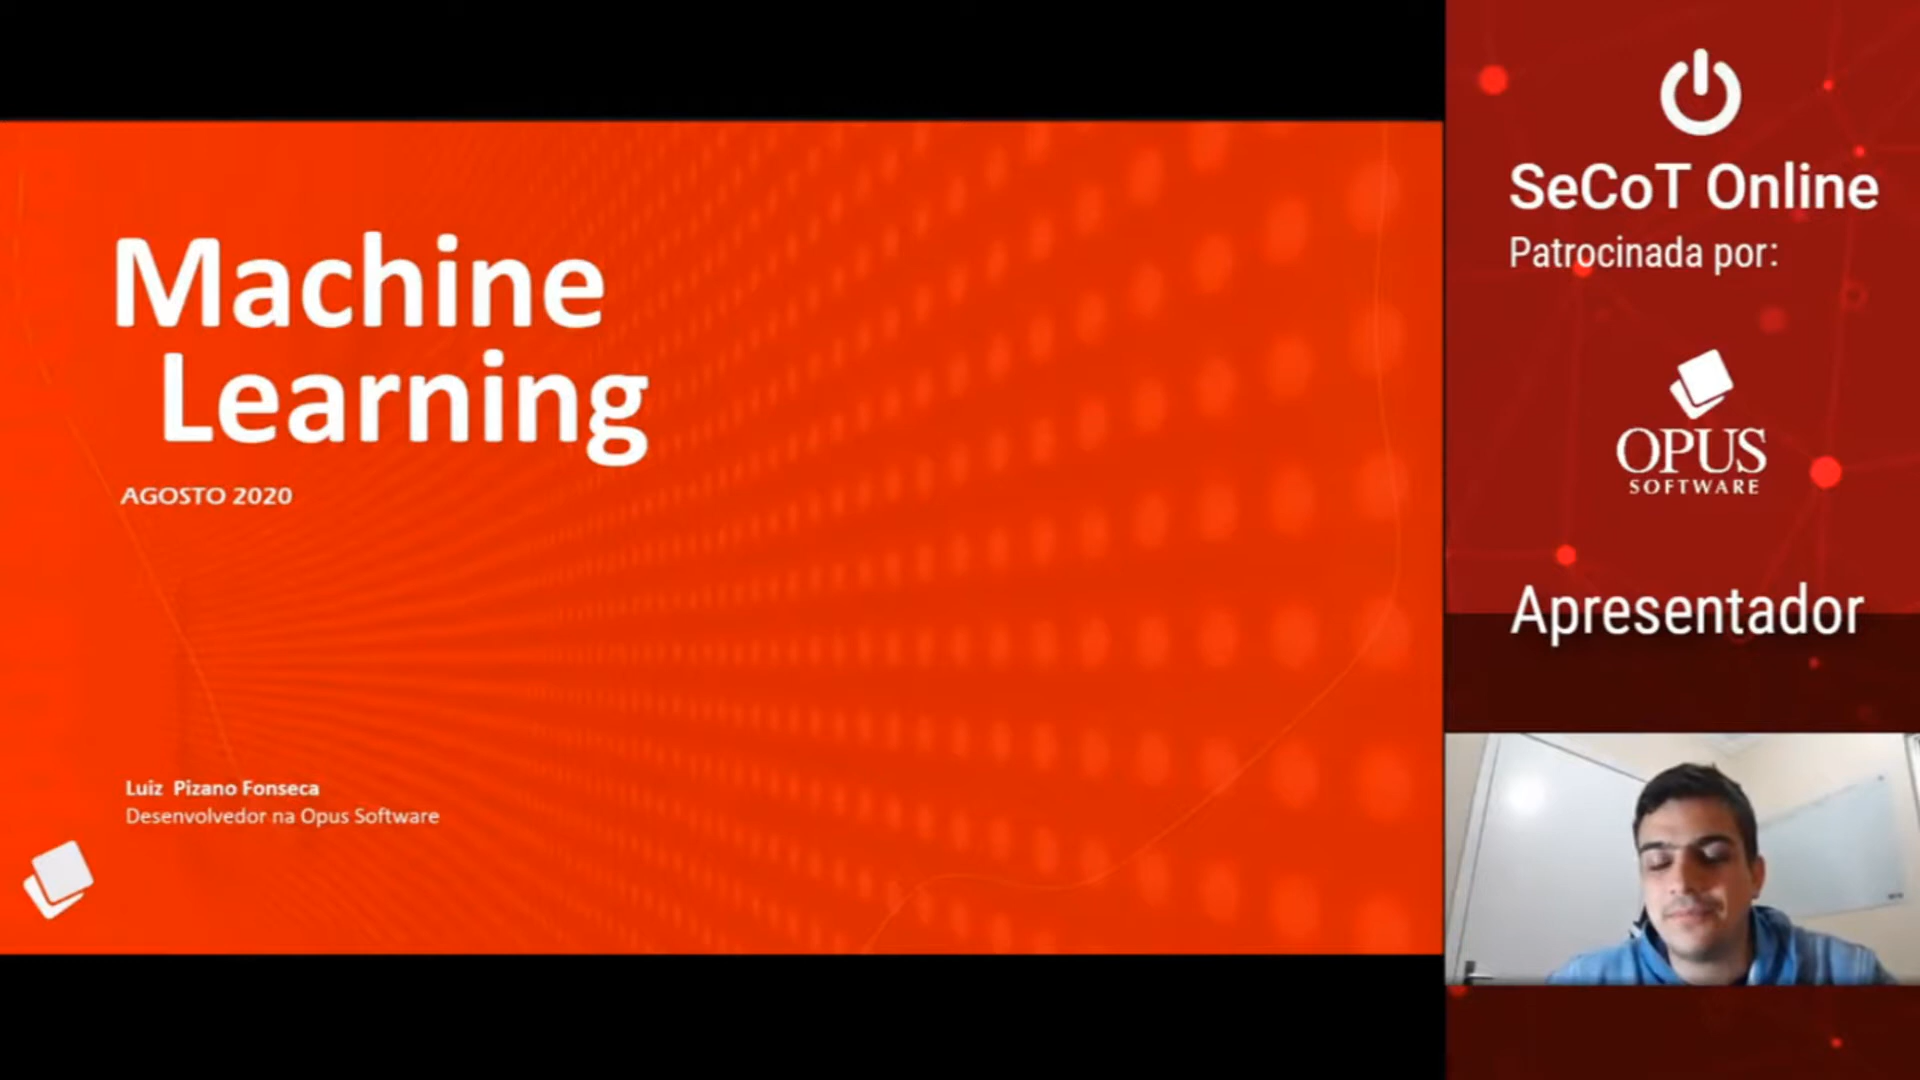 Machine
Learning
AGOSTO 2020
Luiz Pizano Fonseca
Desenvolvedor na Opus Software
SeCoT Online
Patrocinada por:
OPUS
SOFTWARE
Apresentador